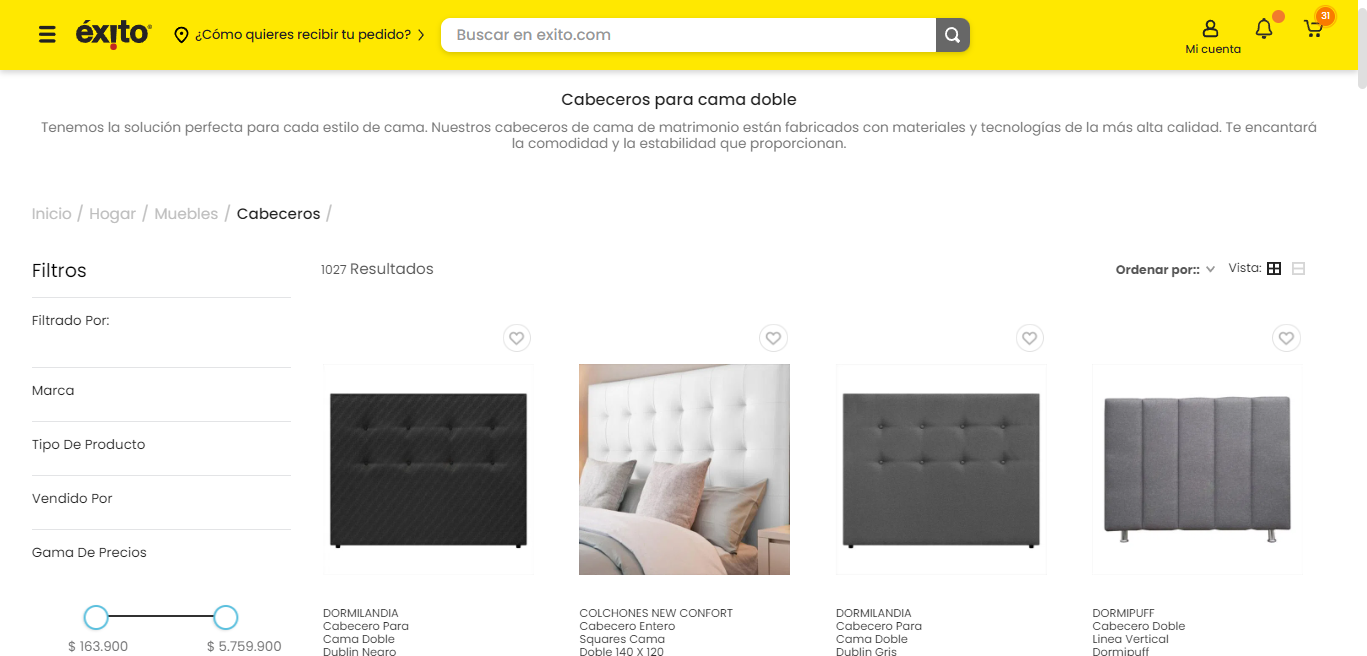 éxito
¿Cómo quieres recibir tu pedido?
Buscar en exito.com
Mi cuenta
31
Cabeceros para cama doble
Tenemos la solución perfecta para cada estilo de cama. Nuestros cabeceros de cama de matrimonio están fabricados con materiales y tecnologías de la más alta calidad. Te encantará
la comodidad y la estabilidad que proporcionan.
Inicio / Hogar / Muebles / Cabeceros /
Filtros
1027 Resultados
Ordenar por::
Vista:
Filtrado Por:
Marca
Tipo De Producto
Vendido Por
Gama De Precios
$ 163.900
$ 5.759.900
DORMILANDIA
Cabecero Para
Cama Doble
Dublin Negro
COLCHONES NEW CONFORT
Cabecero Entero
Squares Cama
Doble 140 X 120
DORMILANDIA
Cabecero Para
Cama Doble
Dublin Gris
DORMIPUFF
Cabecero Doble
Linea Vertical
Dormipuff